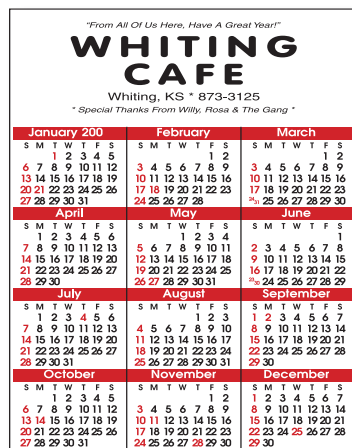 "From All Of Us Here, Have A Great Year!"
WHITING
CAFE
Whiting, KS * 873-3125
* Special Thanks From Willy, Rosa & The Gang *
January 200
S M T W T F S
1 2 3 4 5
6 7 8 9 10 11 12
13 14 15 16 17 18 19
20 21 22 23 24 25 26
27 28 29 30 31
February
S M T W T F S
1 2
3 4 5 6 7 8 9
10 11 12 13 14 15 16
17 18 19 20 21 22 23
24 25 26 27 28
March
S M T W T F S
1 2
3 4 5 6 7 8 9
10 11 12 13 14 15 16
17 18 19 20 21 22 23
24/31 25 26 27 28 29 30
April
S M T W T F S
1 2 3 4 5 6
7 8 9 10 11 12 13
14 15 16 17 18 19 20
21 22 23 24 25 26 27
28 29 30
May
S M T W T F S
1 2 3 4
5 6 7 8 9 10 11
12 13 14 15 16 17 18
19 20 21 22 23 24 25
26 27 28 29 30 31
June
S M T W T F S
1
2 3 4 5 6 7 8
9 10 11 12 13 14 15
16 17 18 19 20 21 22
23/30 24 25 26 27 28 29
July
S M T W T F S
1 2 3 4 5 6
7 8 9 10 11 12 13
14 15 16 17 18 19 20
21 22 23 24 25 26 27
28 29 30 31
August
S M T W T F S
1 2 3
4 5 6 7 8 9 10
11 12 13 14 15 16 17
18 19 20 21 22 23 24
25 26 27 28 29 30 31
September
S M T W T F S
1 2 3 4 5 6 7
8 9 10 11 12 13 14
15 16 17 18 19 20 21
22 23 24 25 26 27 28
29 30
October
S M T W T F S
1 2 3 4 5
6 7 8 9 10 11 12
13 14 15 16 17 18 19
20 21 22 23 24 25 26
27 28 29 30 31
November
S M T W T F S
1 2
3 4 5 6 7 8 9
10 11 12 13 14 15 16
17 18 19 20 21 22 23
24 25 26 27 28 29 30
December
S M T W T F S
1 2 3 4 5 6 7
8 9 10 11 12 13 14
15 16 17 18 19 20 21
22 23 24 25 26 27 28
29 30 31